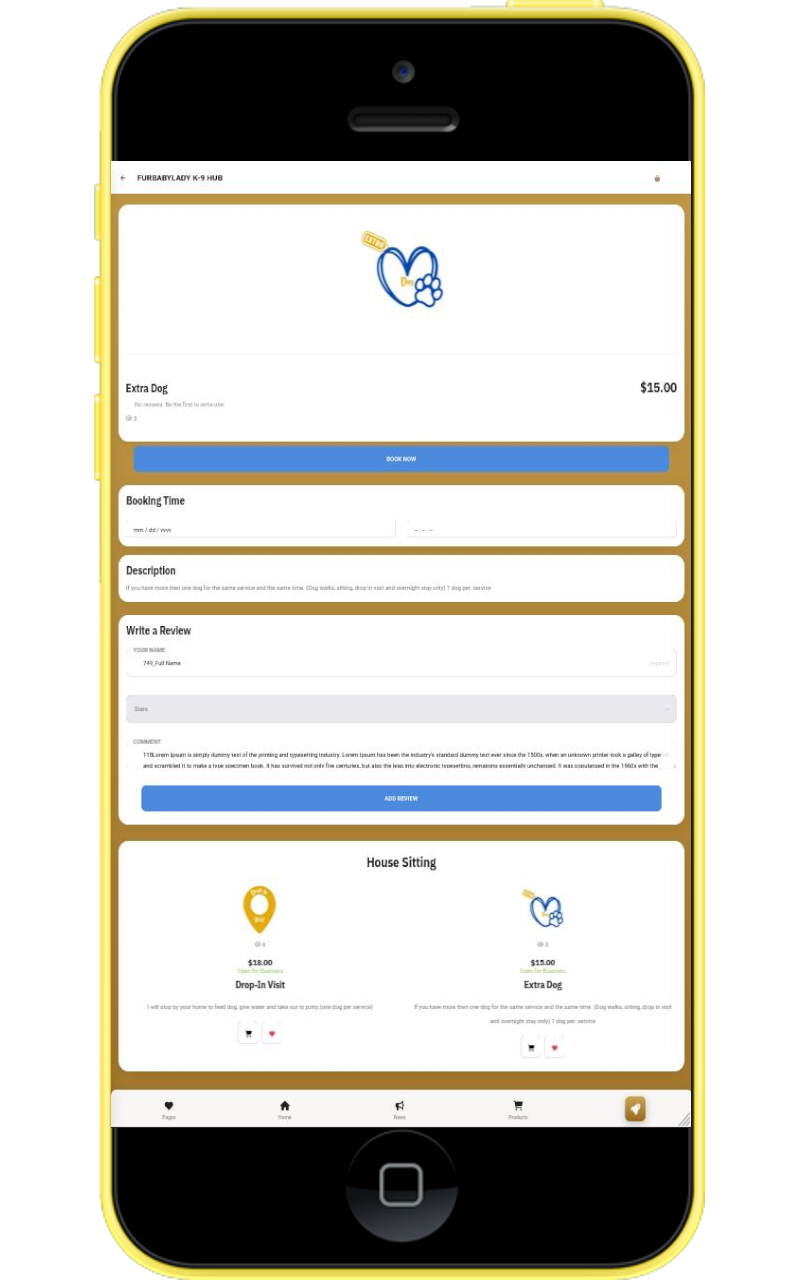 FURBABYLADY K-9 HUB
EXTRA
Dog
Extra Dog
$15.00
No reviews. Be the first to write one.
3
BOOK NOW
Booking Time
mm / dd / yyyy
--:-- --
Description
If you have more then one dog for the same service and the same time. (Dog walks, sitting, drop in visit and overnight stay only) 1 dog per. service
Write a Review
YOUR NAME
749_Full Name
Stars
COMMENT
118Lorem Ipsum is simply dummy text of the printing and typesetting industry. Lorem Ipsum has been the industry's standard dummy text ever since the 1500s, when an unknown printer took a galley of type
and scrambled it to make a type specimen book. It has survived not only five centuries, but also the leap into electronic typesetting, remaining essentially unchanged. It was popularised in the 1960s with the
ADD REVIEW
House Sitting
Drop-In
Visit
6
$18.00
Open for Business
Drop-In Visit
I will stop by your home to feed dog, give water and take out to potty (one dog per service)
3
$15.00
Open for Business
Extra Dog
If you have more then one dog for the same service and the same time. (Dog walks, sitting, drop in visit
and overnight stay only) 1 dog per. service
Pages
Home
News
Products